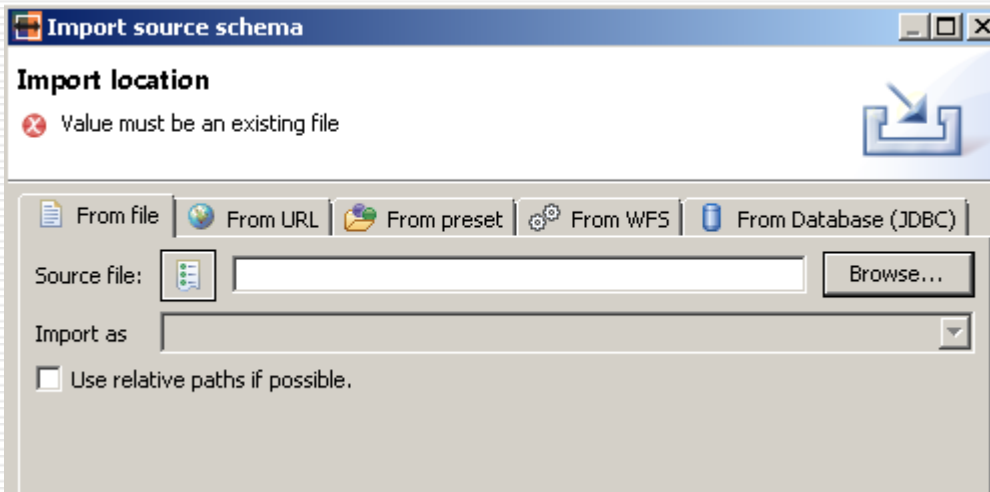 Import source schema
Import location
Value must be an existing file
From file From URL From preset From WFS From Database (JDBC)
Source file: Browse...
Import as
Use relative paths if possible.